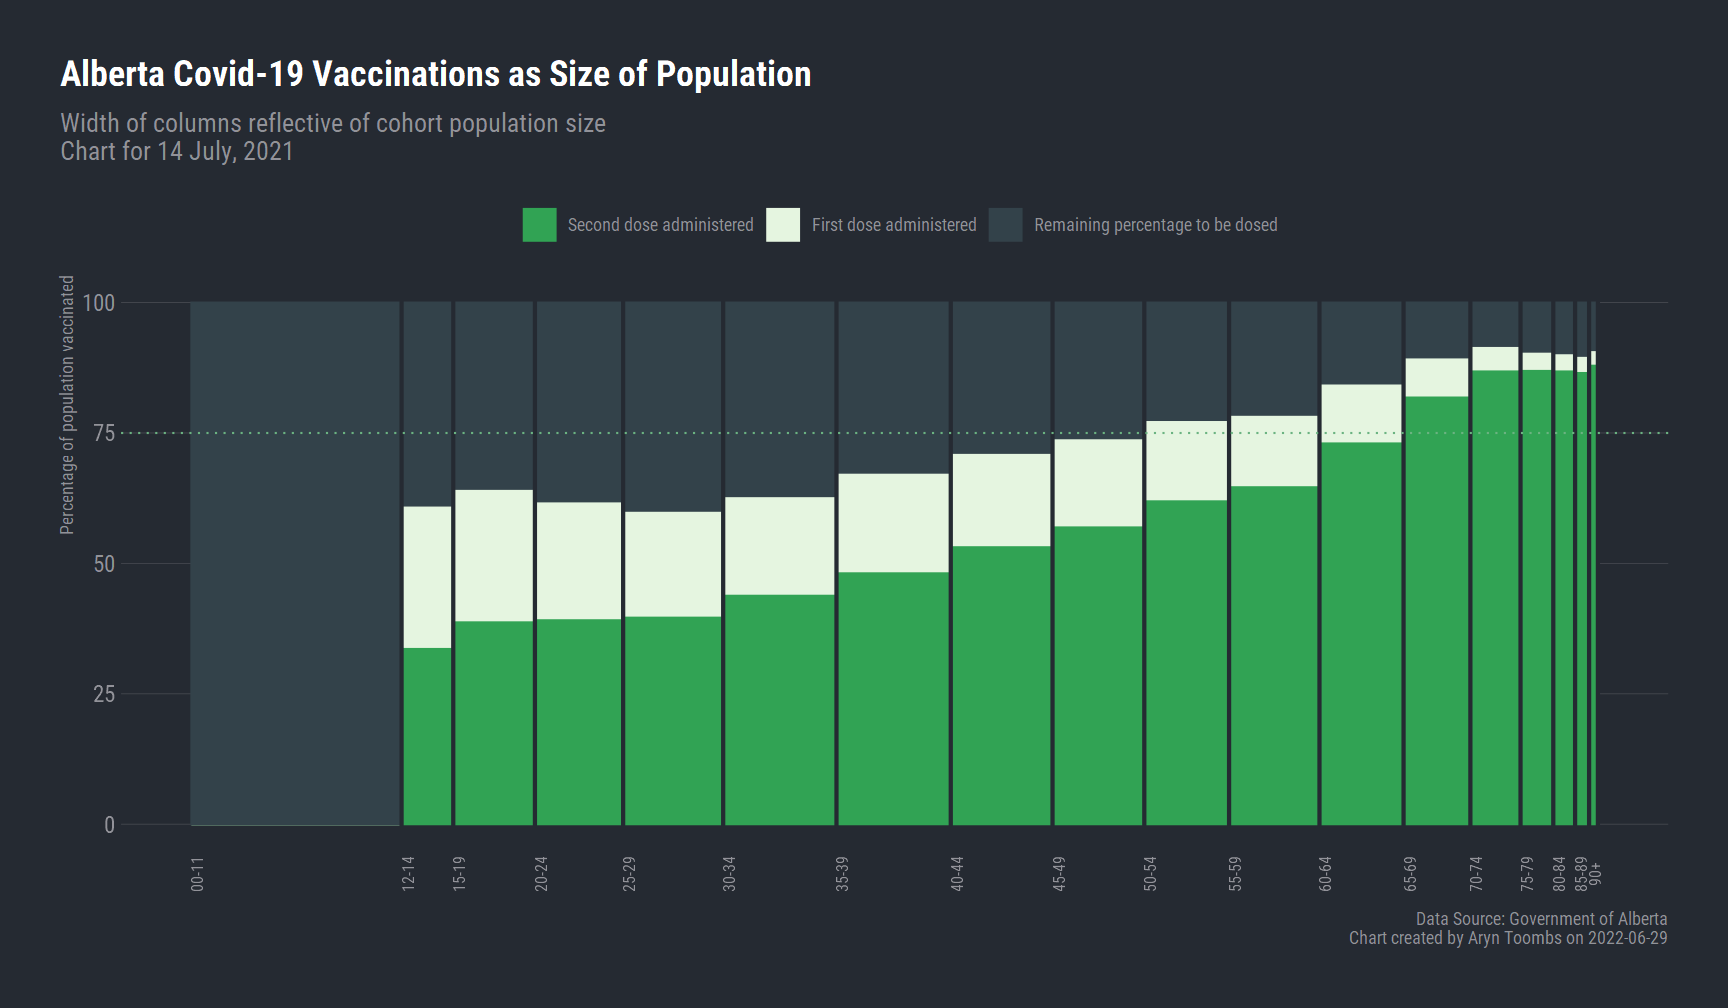 Alberta Covid-19 Vaccinations as Size of Population
Width of columns reflective of cohort population size
Chart for 14 July, 2021
Second dose administered
First dose administered
Remaining percentage to be dosed
Percentage of population vaccinated
100
75
50
25
0
00-11
12-14
15-19
20-24
25-29
30-34
35-39
40-44
45-49
50-54
55-59
60-64
65-69
70-74
75-79
80-84
85-89
90+
Data Source: Government of Alberta
Chart created by Aryn Toombs on 2022-06-29